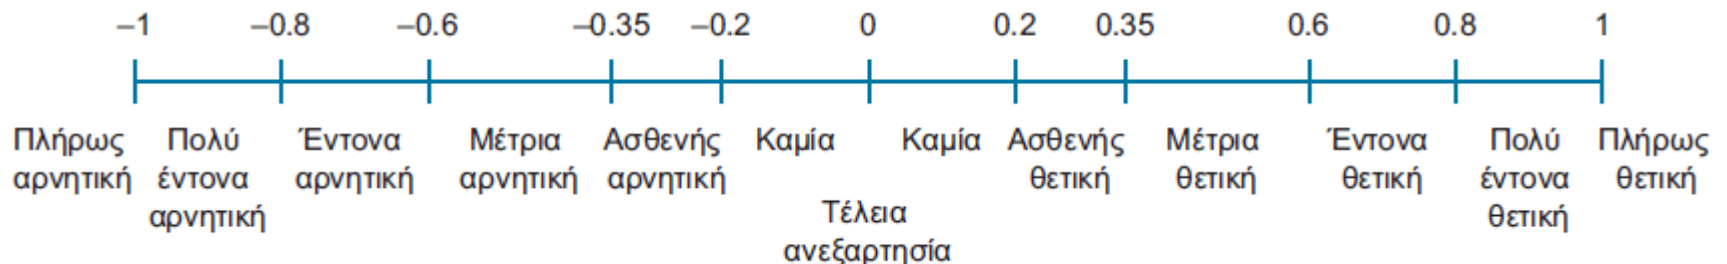 –1 –0.8 –0.6 –0.35 –0.2 0 0.2 0.35 0.6 0.8 1
Πλήρως Πολύ Έντονα Μέτρια Ασθενής Καμία Καμία Ασθενής Μέτρια Έντονα Πολύ Πλήρως
αρνητική έντονα αρνητική αρνητική αρνητική θετική θετική θετική έντονα θετική
αρνητική Τέλεια θετική
ανεξαρτησία